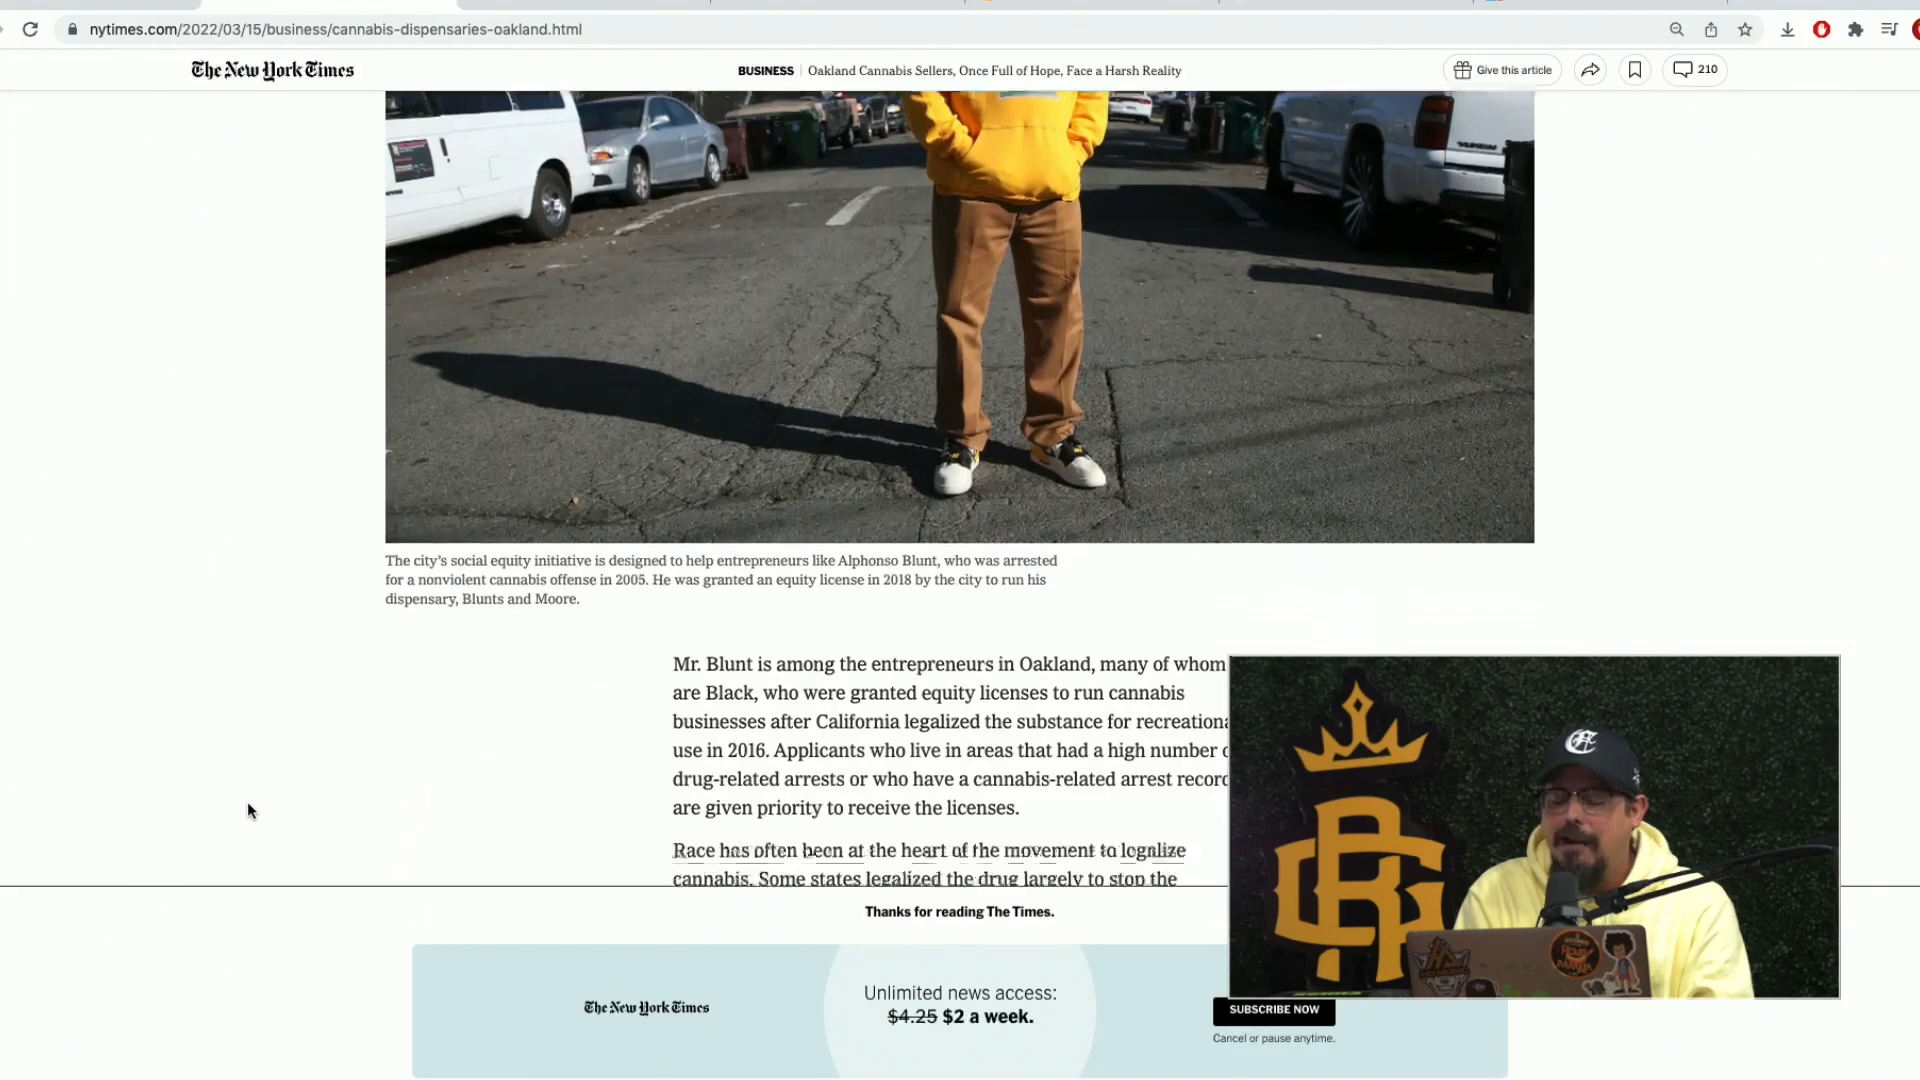 nytimes.com/2022/03/15/business/cannabis-dispensaries-oakland.html
The New York Times
BUSINESS
Oakland Cannabis Sellers, Once Full of Hope, Face a Harsh Reality
Give this article
210
YUKON
The city's social equity initiative is designed to help entrepreneurs like Alphonso Blunt, who was arrested
for a nonviolent cannabis offense in 2005. He was granted an equity license in 2018 by the city to run his
dispensary, Blunts and Moore.
Mr. Blunt is among the entrepreneurs in Oakland, many of whom
are Black, who were granted equity licenses to run cannabis
businesses after California legalized the substance for recreationa
use in 2016. Applicants who live in areas that had a high number
drug-related arrests or who have a cannabis-related arrest record
are given priority to receive the licenses.
Race has often been at the heart of the movement to legalize
cannabis. Some states legalized the drug largely to stop the
Thanks for reading The Times.
The New York Times
Unlimited news access:
$4.25 $2 a week.
SUBSCRIBE NOW
Cancel or pause anytime.